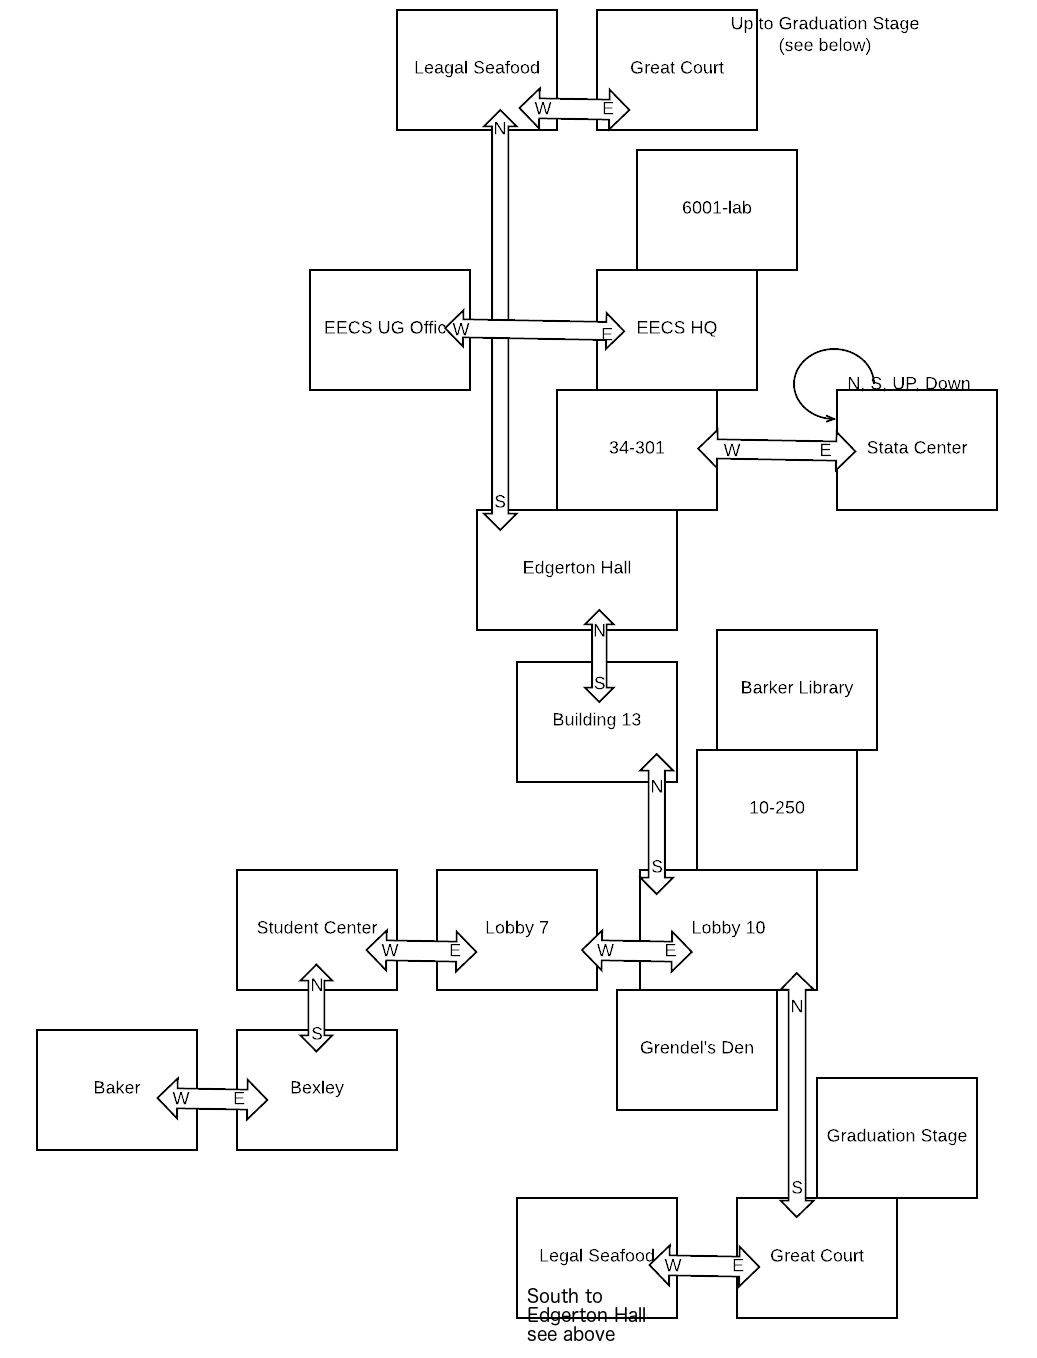 Up to Graduation Stage
(see below)
Leagal Seafood
Great Court
W
E
N
6001-lab
EECS UG Offic
W
E
EECS HQ
N, S, UP, Down
34-301
W
E
Stata Center
S
Edgerton Hall
N
S
Building 13
Barker Library
N
10-250
S
Student Center
Lobby 7
Lobby 10
W
E
W
E
N
N
S
Grendel's Den
Baker
W
E
Bexley
Graduation Stage
S
Legal Seafood
W
E
Great Court
South to
Edgerton Hall
see above